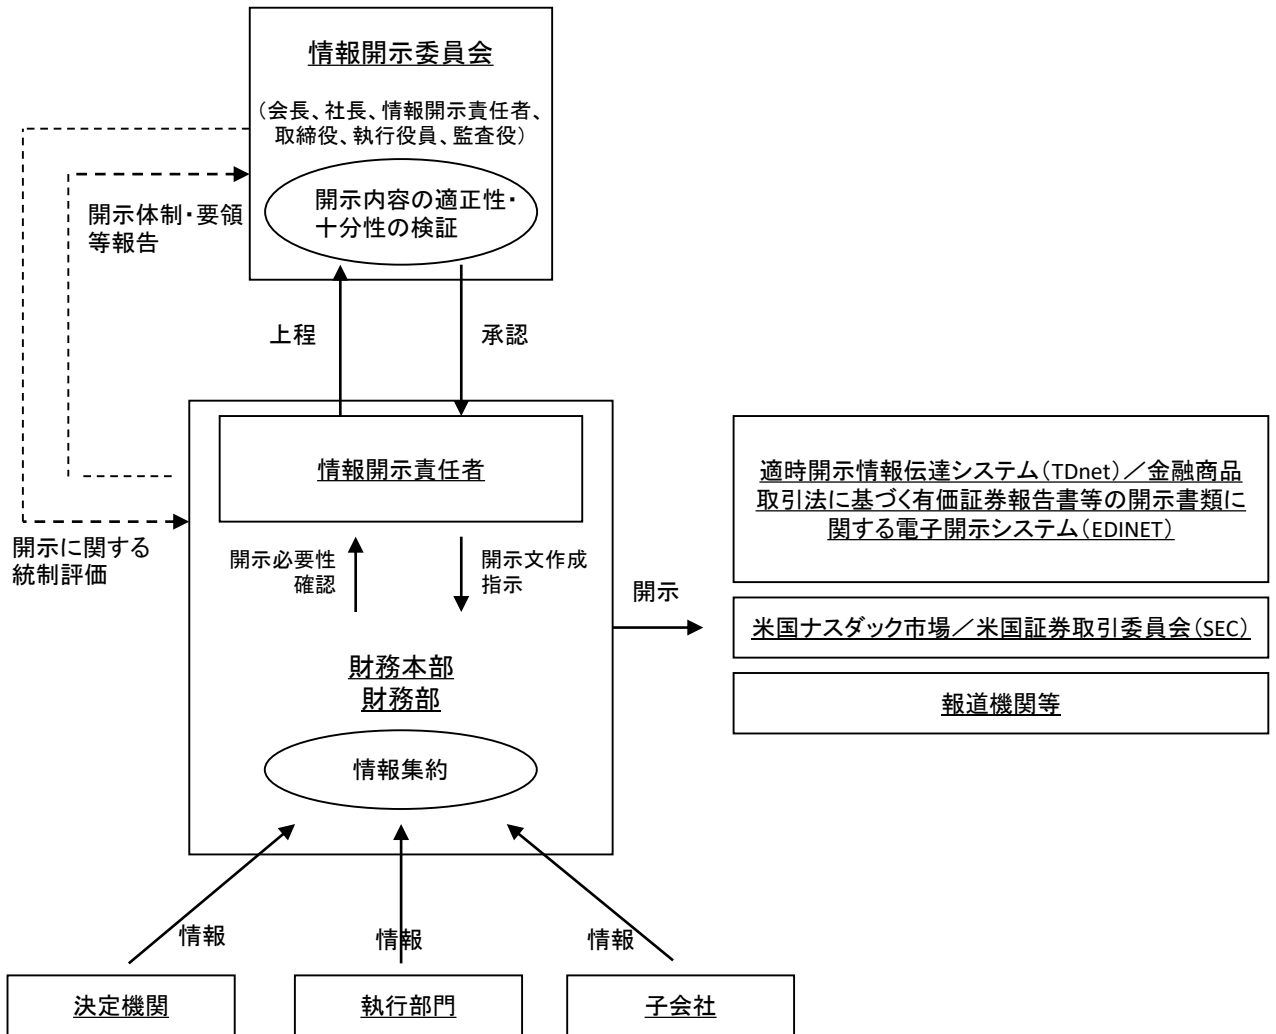 情報開示委員会
（会長、社長、情報開示責任者、
取締役、執行役員、監査役）
開示内容の適正性・
十分性の検証
開示体制・要領
等報告
上程
承認
情報開示責任者
開示に関する
統制評価
開示必要性
確認
開示文作成
指示
財務本部
財務部
情報集約
開示
適時開示情報伝達システム（TDnet）／金融商品
取引法に基づく有価証券報告書等の開示書類に
関する電子開示システム（EDINET）
米国ナスダック市場／米国証券取引委員会（SEC）
報道機関等
情報
情報
情報
決定機関
執行部門
子会社